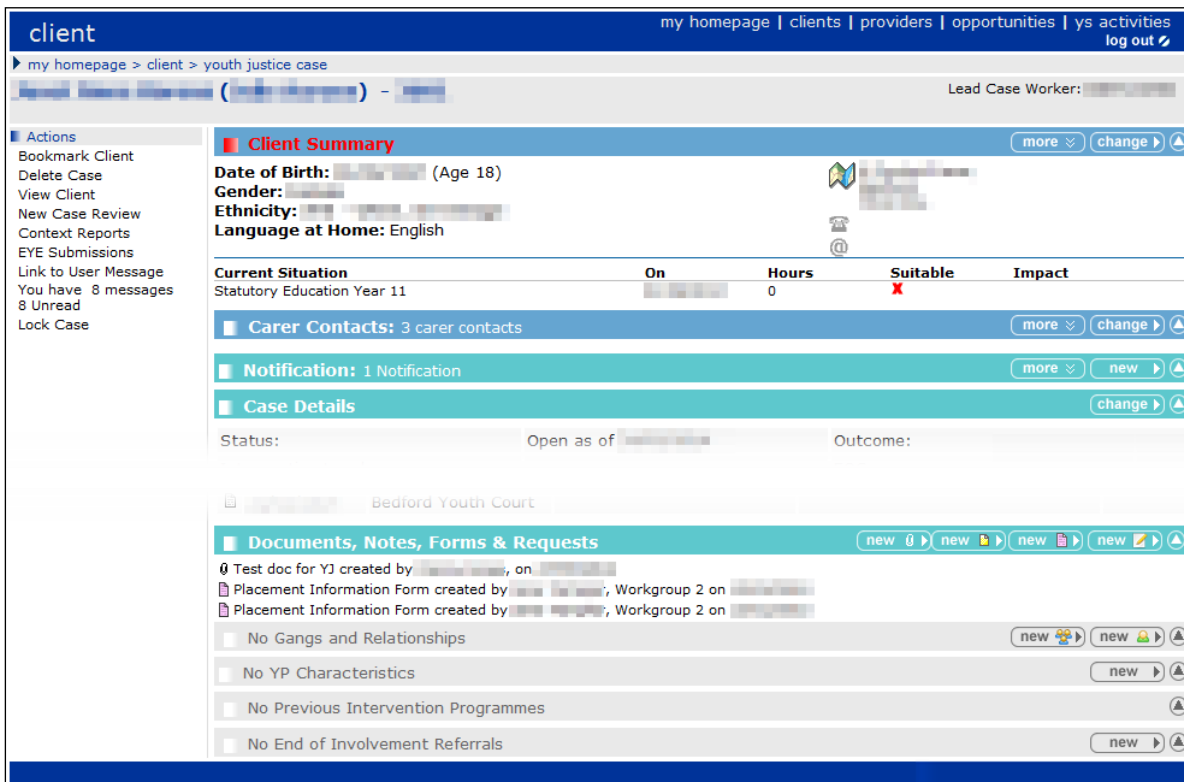 client
my homepage | clients | providers | opportunities | ys activities
log out
my homepage > client > youth justice case
( ) -
Lead Case Worker:
Actions
Bookmark Client
Delete Case
View Client
New Case Review
Context Reports
EYE Submissions
Link to User Message
You have 8 messages
8 Unread
Lock Case
Client Summary more change
Date of Birth: (Age 18)
Gender:
Ethnicity:
Language at Home: English
Current Situation On Hours Suitable Impact
Statutory Education Year 11 0 X
Carer Contacts: 3 carer contacts more change
Notification: 1 Notification more new
Case Details change
Status: Open as of Outcome:
Bedford Youth Court
Documents, Notes, Forms & Requests new new new new
Test doc for YJ created by , on
Placement Information Form created by , Workgroup 2 on
Placement Information Form created by , Workgroup 2 on
No Gangs and Relationships new new
No YP Characteristics new
No Previous Intervention Programmes
No End of Involvement Referrals new